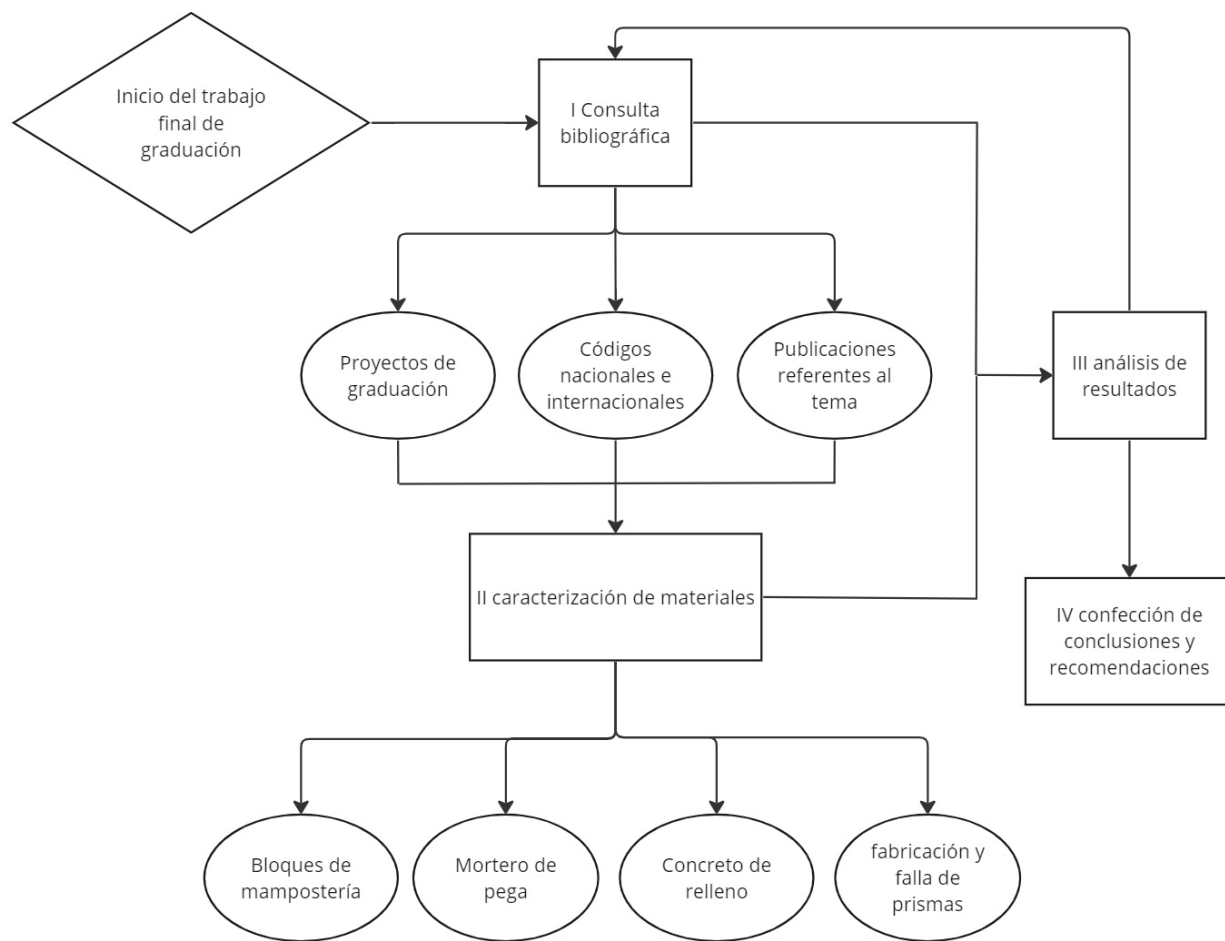 Inicio del trabajo
final de
graduación
I Consulta
bibliográfica
Proyectos de
graduación
Códigos
nacionales e
internacionales
Publicaciones
referentes al
tema
III análisis de
resultados
II caracterización de materiales
IV confección de
conclusiones y
recomendaciones
Bloques de
mampostería
Mortero de
pega
Concreto de
relleno
fabricación y
falla de
prismas